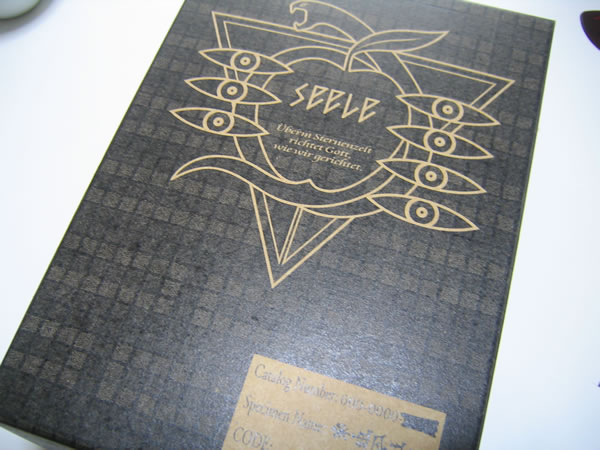 SEELE
Überm Sternenzelt
richtet Gott,
wie wir gerichtet.
Catalog Number:
Specimen Name:
CODE: